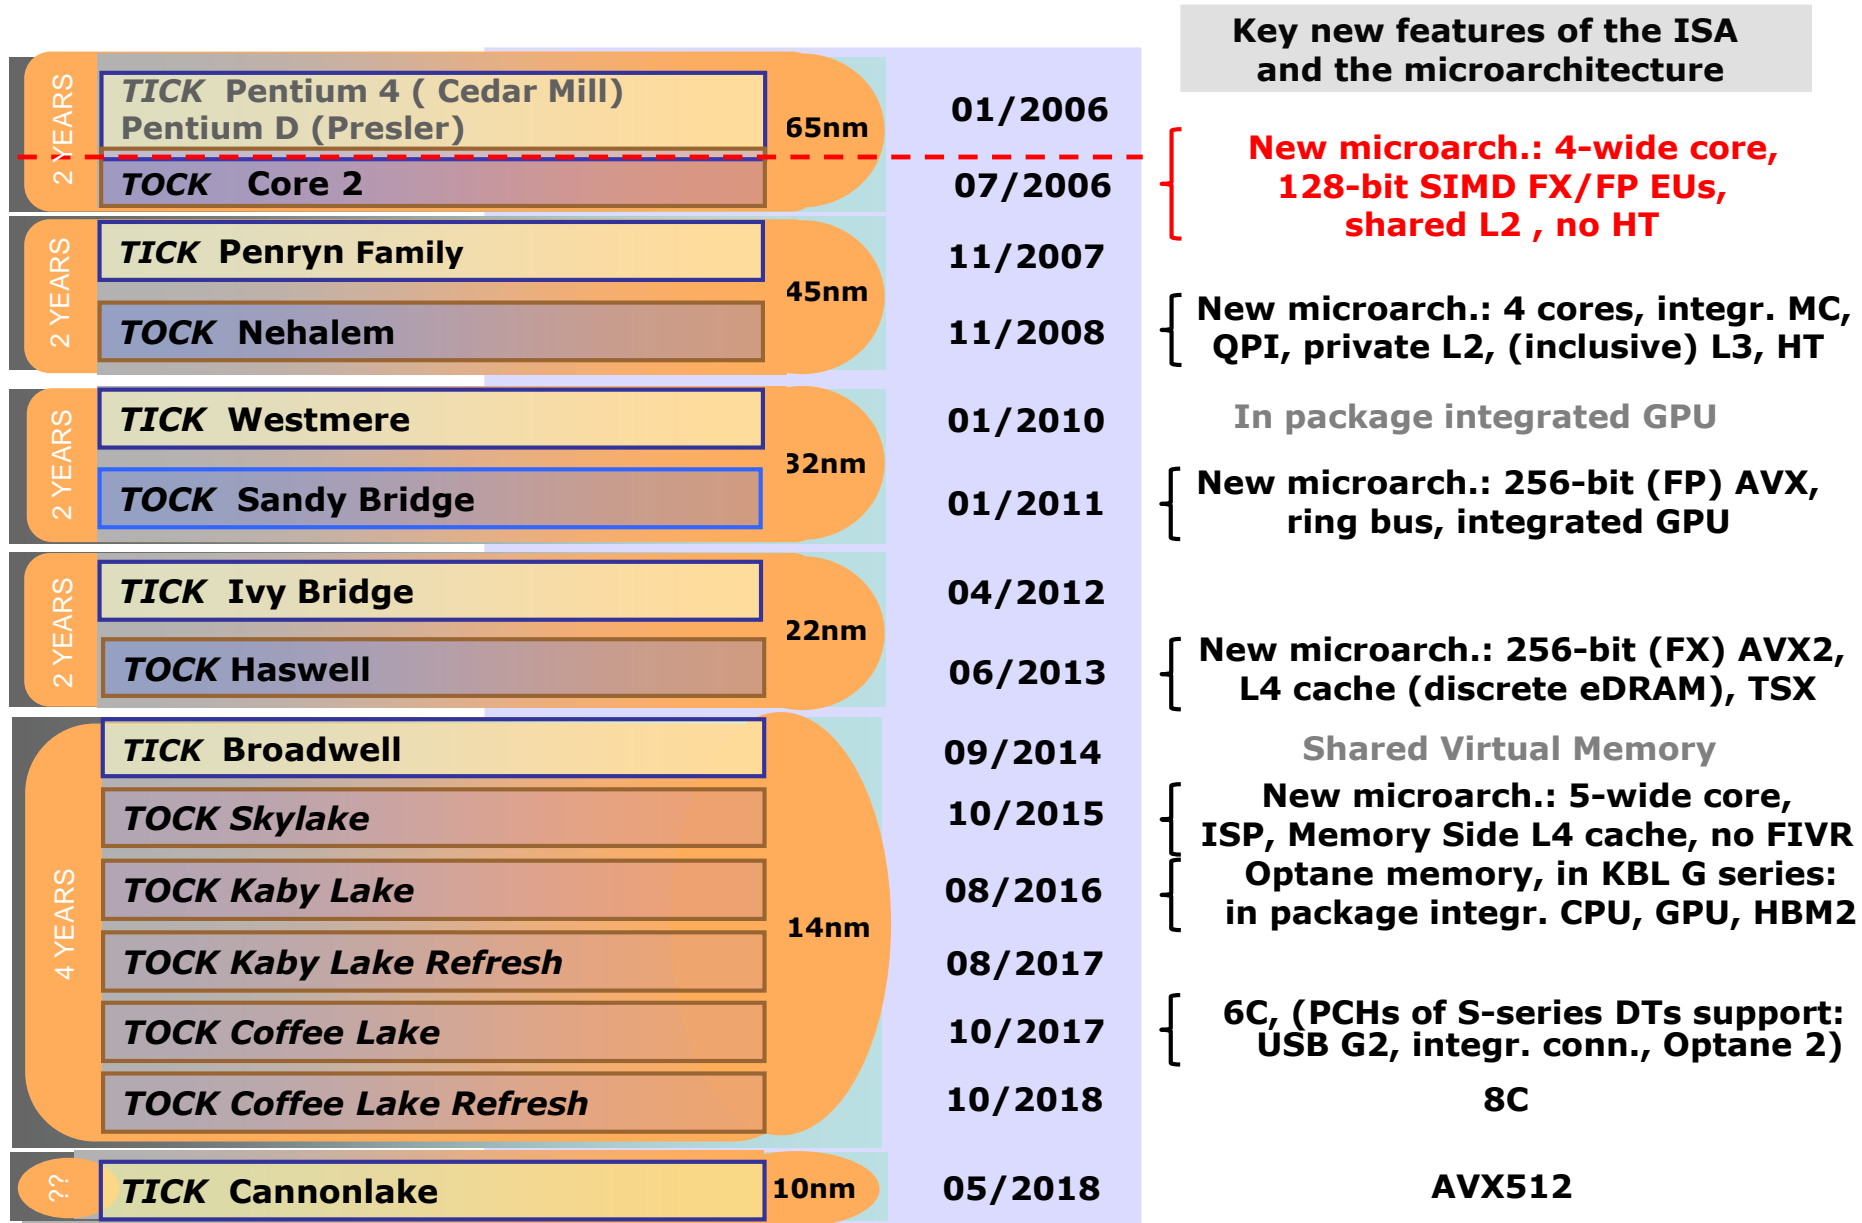 Key new features of the ISA
and the microarchitecture
2 YEARS
TICK Pentium 4 ( Cedar Mill)
Pentium D (Presler)
65nm
01/2006
TOCK Core 2
07/2006
New microarch.: 4-wide core,
128-bit SIMD FX/FP EUs,
shared L2 , no HT
2 YEARS
TICK Penryn Family
45nm
11/2007
TOCK Nehalem
11/2008
New microarch.: 4 cores, integr. MC,
QPI, private L2, (inclusive) L3, HT
2 YEARS
TICK Westmere
32nm
01/2010
In package integrated GPU
TOCK Sandy Bridge
01/2011
New microarch.: 256-bit (FP) AVX,
ring bus, integrated GPU
2 YEARS
TICK Ivy Bridge
22nm
04/2012
TOCK Haswell
06/2013
New microarch.: 256-bit (FX) AVX2,
L4 cache (discrete eDRAM), TSX
4 YEARS
TICK Broadwell
09/2014
Shared Virtual Memory
TOCK Skylake
10/2015
New microarch.: 5-wide core,
ISP, Memory Side L4 cache, no FIVR
TOCK Kaby Lake
14nm
08/2016
Optane memory, in KBL G series:
in package integr. CPU, GPU, HBM2
TOCK Kaby Lake Refresh
08/2017
TOCK Coffee Lake
10/2017
6C, (PCHs of S-series DTs support:
USB G2, integr. conn., Optane 2)
TOCK Coffee Lake Refresh
10/2018
8C
??
TICK Cannonlake
10nm
05/2018
AVX512